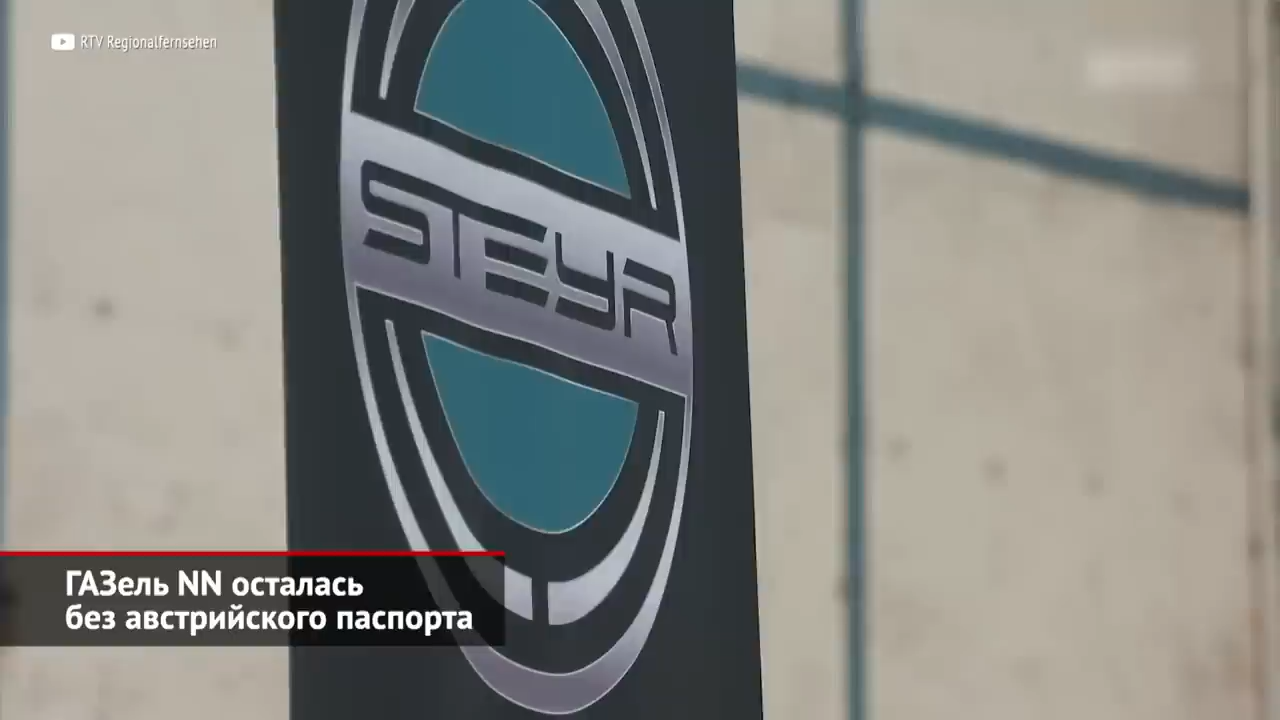 RTV Regionalfernsehen
STEYR
ГАЗель NN осталась
без австрийского паспорта